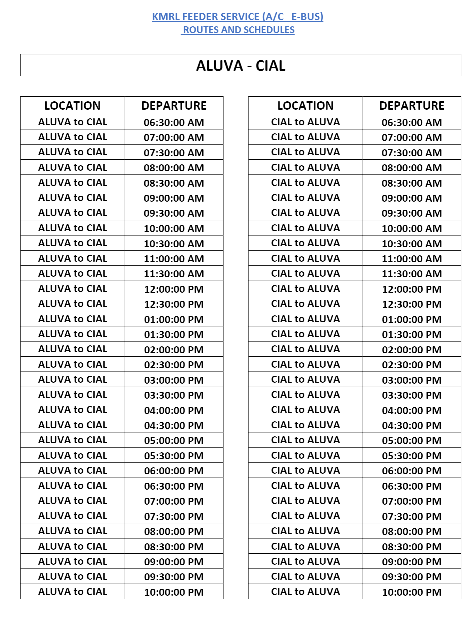 KMRL FEEDER SERVICE (A/C E-BUS)
ROUTES AND SCHEDULES
ALUVA - CIAL
LOCATION DEPARTURE LOCATION DEPARTURE
ALUVA to CIAL 06:30:00 AM CIAL to ALUVA 06:30:00 AM
ALUVA to CIAL 07:00:00 AM CIAL to ALUVA 07:00:00 AM
ALUVA to CIAL 07:30:00 AM CIAL to ALUVA 07:30:00 AM
ALUVA to CIAL 08:00:00 AM CIAL to ALUVA 08:00:00 AM
ALUVA to CIAL 08:30:00 AM CIAL to ALUVA 08:30:00 AM
ALUVA to CIAL 09:00:00 AM CIAL to ALUVA 09:00:00 AM
ALUVA to CIAL 09:30:00 AM CIAL to ALUVA 09:30:00 AM
ALUVA to CIAL 10:00:00 AM CIAL to ALUVA 10:00:00 AM
ALUVA to CIAL 10:30:00 AM CIAL to ALUVA 10:30:00 AM
ALUVA to CIAL 11:00:00 AM CIAL to ALUVA 11:00:00 AM
ALUVA to CIAL 11:30:00 AM CIAL to ALUVA 11:30:00 AM
ALUVA to CIAL 12:00:00 PM CIAL to ALUVA 12:00:00 PM
ALUVA to CIAL 12:30:00 PM CIAL to ALUVA 12:30:00 PM
ALUVA to CIAL 01:00:00 PM CIAL to ALUVA 01:00:00 PM
ALUVA to CIAL 01:30:00 PM CIAL to ALUVA 01:30:00 PM
ALUVA to CIAL 02:00:00 PM CIAL to ALUVA 02:00:00 PM
ALUVA to CIAL 02:30:00 PM CIAL to ALUVA 02:30:00 PM
ALUVA to CIAL 03:00:00 PM CIAL to ALUVA 03:00:00 PM
ALUVA to CIAL 03:30:00 PM CIAL to ALUVA 03:30:00 PM
ALUVA to CIAL 04:00:00 PM CIAL to ALUVA 04:00:00 PM
ALUVA to CIAL 04:30:00 PM CIAL to ALUVA 04:30:00 PM
ALUVA to CIAL 05:00:00 PM CIAL to ALUVA 05:00:00 PM
ALUVA to CIAL 05:30:00 PM CIAL to ALUVA 05:30:00 PM
ALUVA to CIAL 06:00:00 PM CIAL to ALUVA 06:00:00 PM
ALUVA to CIAL 06:30:00 PM CIAL to ALUVA 06:30:00 PM
ALUVA to CIAL 07:00:00 PM CIAL to ALUVA 07:00:00 PM
ALUVA to CIAL 07:30:00 PM CIAL to ALUVA 07:30:00 PM
ALUVA to CIAL 08:00:00 PM CIAL to ALUVA 08:00:00 PM
ALUVA to CIAL 08:30:00 PM CIAL to ALUVA 08:30:00 PM
ALUVA to CIAL 09:00:00 PM CIAL to ALUVA 09:00:00 PM
ALUVA to CIAL 09:30:00 PM CIAL to ALUVA 09:30:00 PM
ALUVA to CIAL 10:00:00 PM CIAL to ALUVA 10:00:00 PM